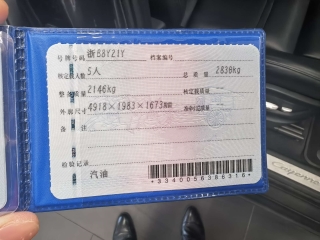 号牌号码 浙B8Y21Y 档案编号
核定载人数 5人 总质量 2830kg
整备质量 2146kg 核定载质量 ---
外廓尺寸 4918×1983×1673mm 准牵引总质量 ---
备注
检验记录
汽油
Cayenne